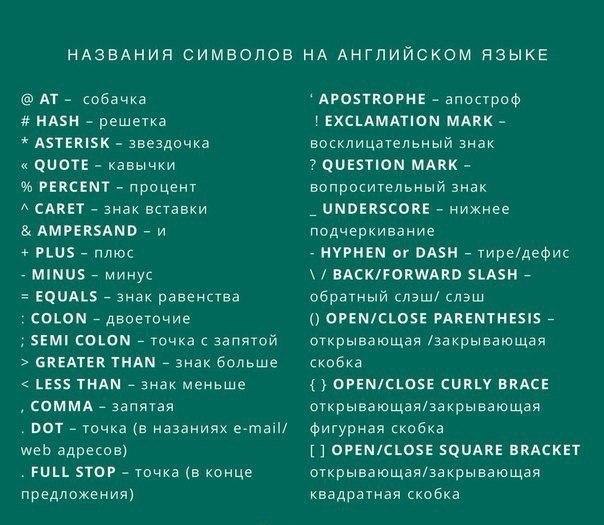 НАЗВАНИЯ СИМВОЛОВ НА АНГЛИЙСКОМ ЯЗЫКЕ
@ AT – собачка
# HASH – решетка
* ASTERISK – звездочка
« QUOTE – кавычки
% PERCENT – процент
^ CARET – знак вставки
& AMPERSAND – и
+ PLUS – плюс
- MINUS – минус
= EQUALS – знак равенства
: COLON – двоеточие
; SEMI COLON – точка с запятой
> GREATER THAN – знак больше
< LESS THAN – знак меньше
, COMMA – запятая
. DOT – точка (в назаниях e-mail/
web адресов)
. FULL STOP – точка (в конце
предложения)
‘ APOSTROPHE – апостроф
! EXCLAMATION MARK –
восклицательный знак
? QUESTION MARK –
вопросительный знак
_ UNDERSCORE – нижнее
подчеркивание
- HYPHEN or DASH – тире/дефис
\ / BACK/FORWARD SLASH –
обратный слэш/ слэш
() OPEN/CLOSE PARENTHESIS –
открывающая /закрывающая
скобка
{ } OPEN/CLOSE CURLY BRACE
открывающая/закрывающая
фигурная скобка
[ ] OPEN/CLOSE SQUARE BRACKET
открывающая/закрывающая
квадратная скобка